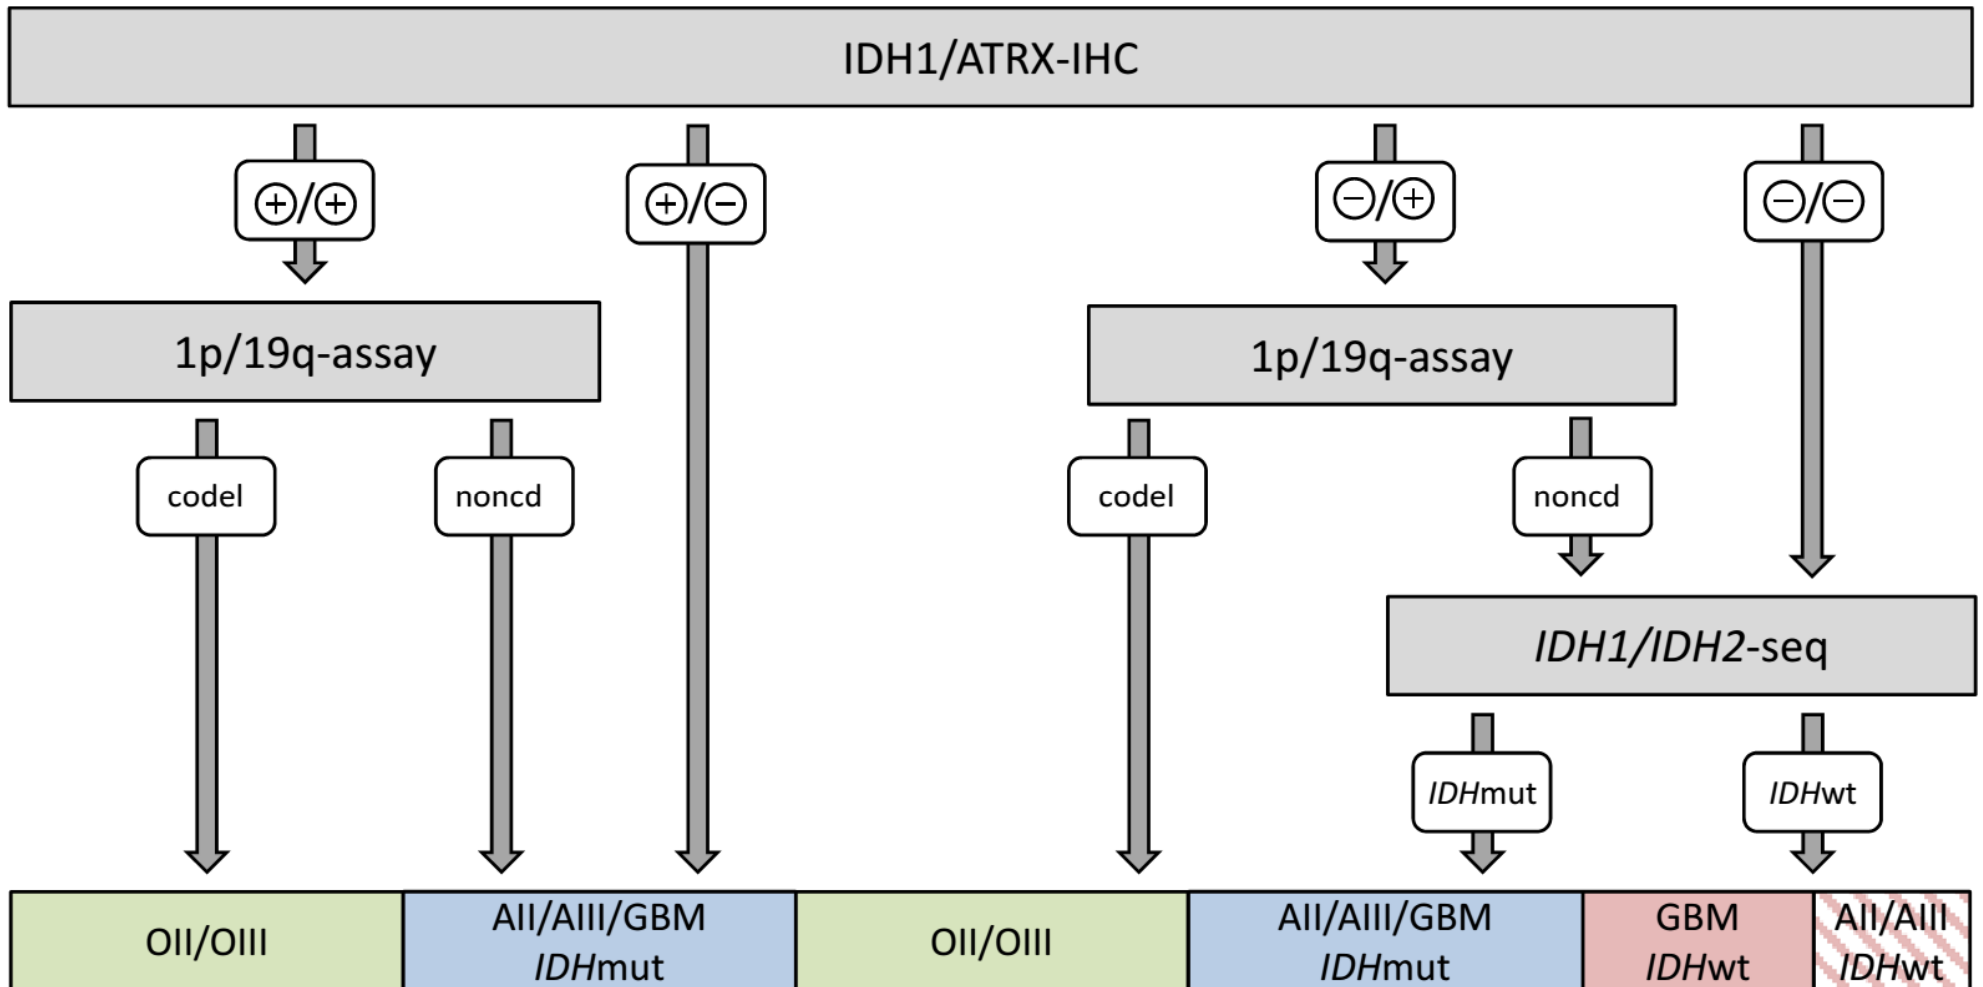 IDH1/ATRX-IHC
⊕/⊕
⊕/⊖
⊖/⊕
⊖/⊖
1p/19q-assay
1p/19q-assay
codel
noncd
codel
noncd
IDH1/IDH2-seq
IDHmut
IDHwt
OII/OIII
AII/AIII/GBM
IDHmut
OII/OIII
AII/AIII/GBM
IDHmut
GBM
IDHwt
AII/AIII
IDHwt